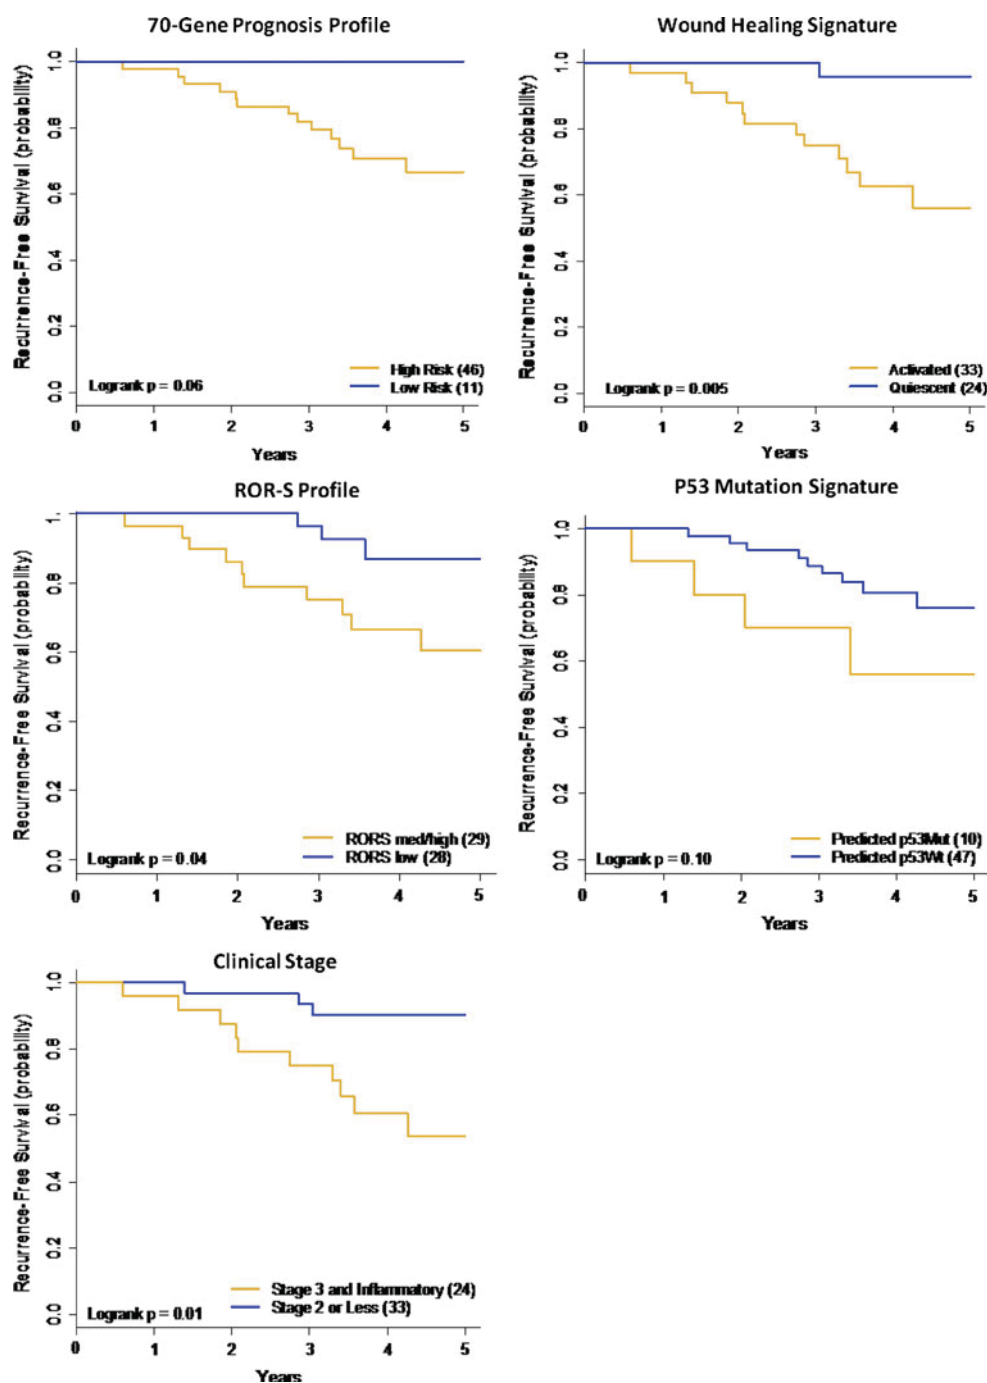 70-Gene Prognosis Profile
Recurrence-Free Survival (probability)
1.0
0.8
0.6
0.4
0.2
0.0
High Risk (46)
Low Risk (11)
Logrank p = 0.06
0 1 2 3 4 5
Years
Wound Healing Signature
Recurrence-Free Survival (probability)
1.0
0.8
0.6
0.4
0.2
0.0
Activated (33)
Quiescent (24)
Logrank p = 0.005
0 1 2 3 4 5
Years
ROR-S Profile
Recurrence-Free Survival (probability)
1.
0.8
0.6
0.4
0.2
0.0
RORS med/high (29)
RORS low (28)
Logrank p = 0.04
0 1 2 3 4 5
Years
P53 Mutation Signature
Recurrence-Free Survival (probability)
1.0
0.8
0.6
0.4
0.2
0.0
Predicted p53Mut (10)
Predicted p53Wt (47)
Logrank p = 0.10
0 1 2 3 4 5
Years
Clinical Stage
Recurrence-Free Survival (probability)
1.0
0.8
0.6
0.4
0.2
0.0
Stage 3 and Inflammatory (24)
Stage 2 or Less (33)
Logrank p = 0.01
0 1 2 3 4 5
Years